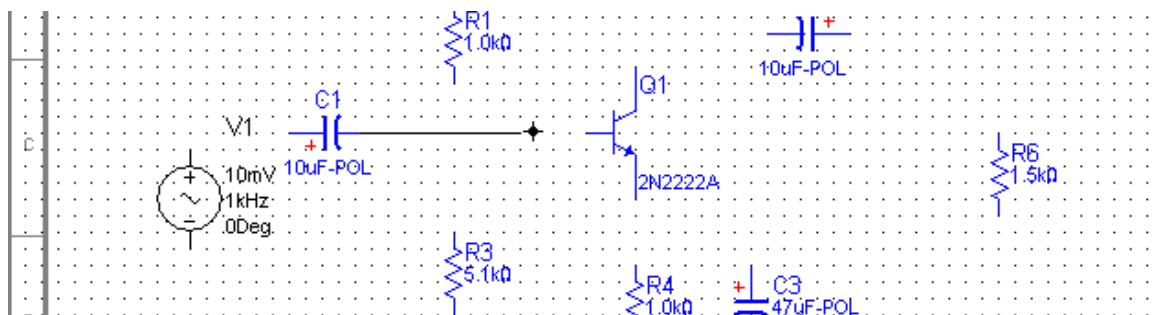 R1
1.0kΩ
+
10uF-POL
Q1
C1
V1
+
10uF-POL
C
R6
1.5kΩ
2N2222A
10mV
1kHz
0Deg
R3
5.1kΩ
R4
1.0kΩ
+
C3
47uF-POL